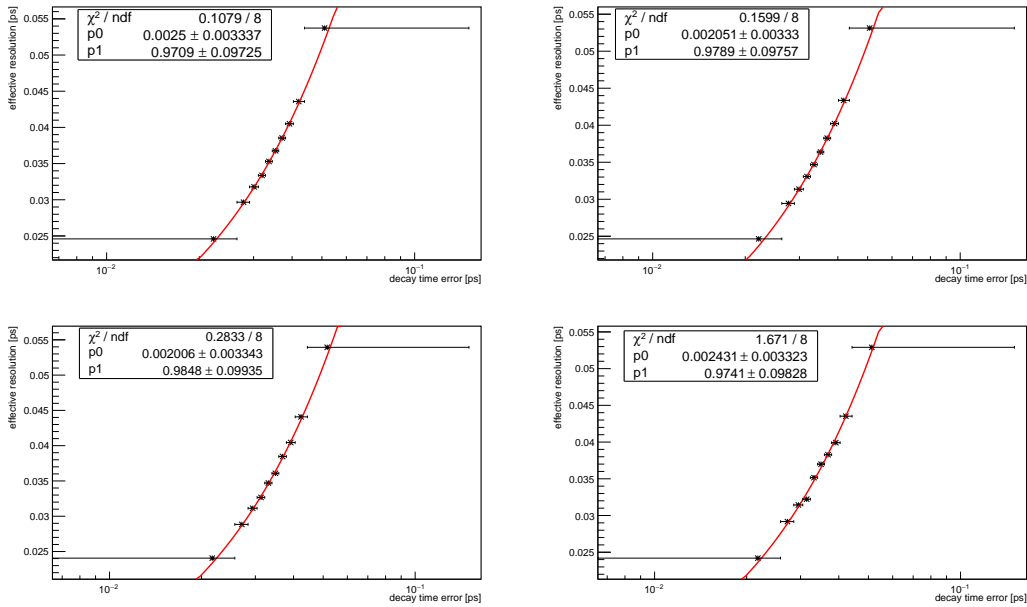 effective resolution [ps]
0.055
0.05
0.045
0.04
0.035
0.03
0.025
χ² / ndf 0.1079 / 8
p0 0.0025 ± 0.003337
p1 0.9709 ± 0.09725
10⁻² 10⁻¹
decay time error [ps]
effective resolution [ps]
0.055
0.05
0.045
0.04
0.035
0.03
0.025
χ² / ndf 0.1599 / 8
p0 0.002051 ± 0.00333
p1 0.9789 ± 0.09757
10⁻² 10⁻¹
decay time error [ps]
effective resolution [ps]
0.055
0.05
0.045
0.04
0.035
0.03
0.025
χ² / ndf 0.2833 / 8
p0 0.002006 ± 0.003343
p1 0.9848 ± 0.09935
10⁻² 10⁻¹
decay time error [ps]
effective resolution [ps]
0.055
0.05
0.045
0.04
0.035
0.03
0.025
χ² / ndf 1.671 / 8
p0 0.002431 ± 0.003323
p1 0.9741 ± 0.09828
10⁻² 10⁻¹
decay time error [ps]